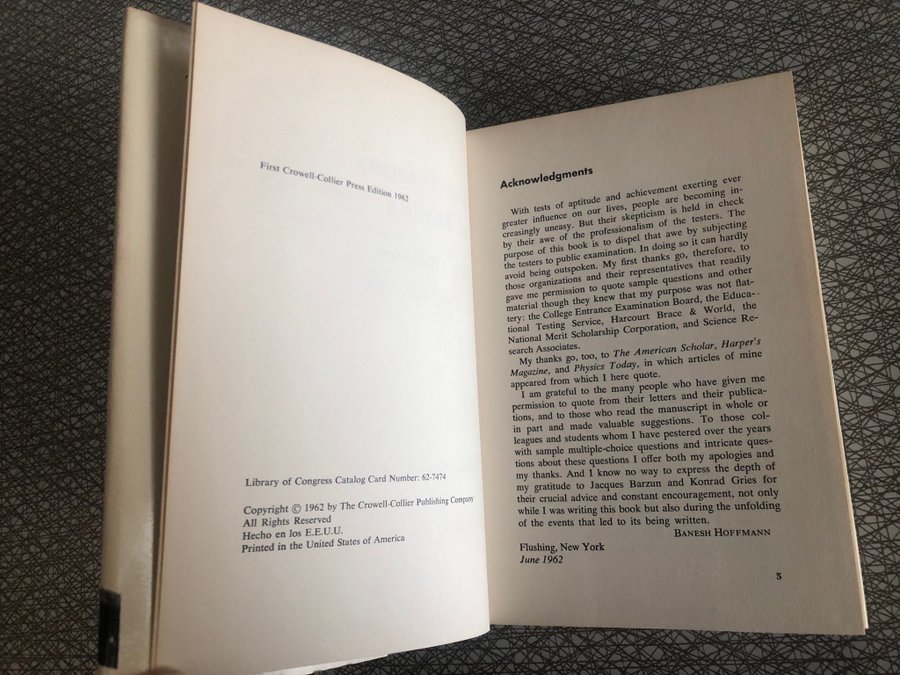 First Crowell-Collier Press Edition 1962
Library of Congress Catalog Card Number: 62-7474
Copyright © 1962 by The Crowell-Collier Publishing Company
All Rights Reserved
Hecho en los E.E.U.U.
Printed in the United States of America
Acknowledgments
With tests of aptitude and achievement exerting ever
greater influence on our lives, people are becoming in-
creasingly uneasy. But their skepticism is held in check
by their awe of the professionalism of the testers. The
purpose of this book is to dispel that awe by subjecting
the testers to public examination. In doing so it can hardly
avoid being outspoken. My first thanks go, therefore, to
those organizations and their representatives that readily
gave me permission to quote sample questions and other
material though they knew that my purpose was not flat-
tery: the College Entrance Examination Board, the Educa-
tional Testing Service, Harcourt Brace & World, the
National Merit Scholarship Corporation, and Science Re-
search Associates.
My thanks go, too, to The American Scholar, Harper's
Magazine, and Physics Today, in which articles of mine
appeared from which I here quote.
I am grateful to the many people who have given me
permission to quote from their letters and their publica-
tions, and to those who read the manuscript in whole or
in part and made valuable suggestions. To those col-
leagues and students whom I have pestered over the years
with sample multiple-choice questions and intricate ques-
tions about these questions I offer both my apologies and
my thanks. And I know no way to express the depth of
my gratitude to Jacques Barzun and Konrad Gries for
their crucial advice and constant encouragement, not only
while I was writing this book but also during the unfolding
of the events that led to its being written.
BANESH HOFFMANN
Flushing, New York
June 1962
5